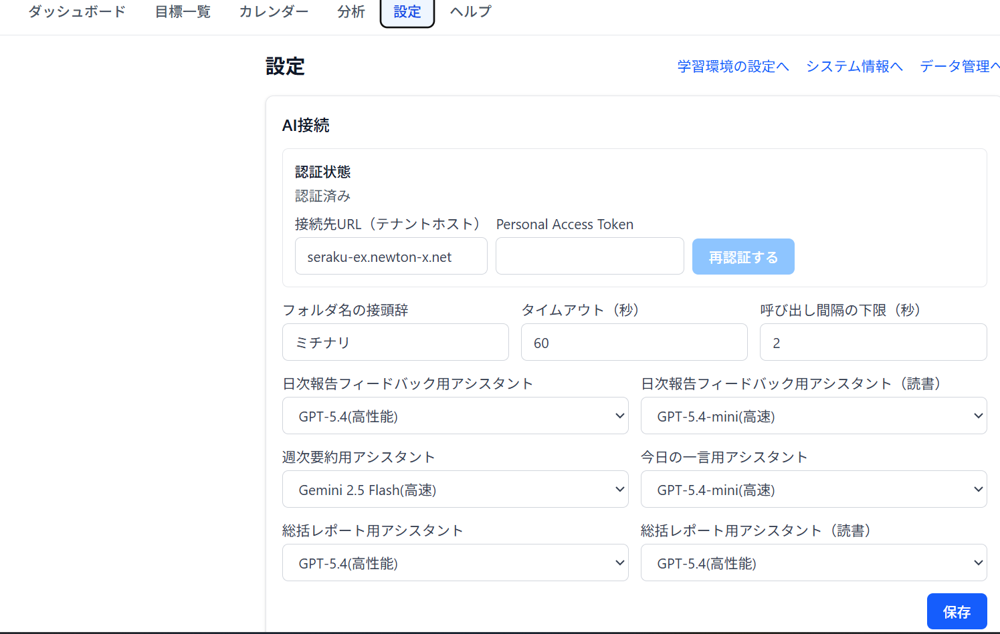 ダッシュボード 目標一覧 カレンダー 分析 設定 ヘルプ
設定 学習環境の設定へ システム情報へ データ管理へ
AI接続
認証状態
認証済み
接続先URL（テナントホスト） Personal Access Token
seraku-ex.newton-x.net 再認証する
フォルダ名の接頭辞 タイムアウト（秒） 呼び出し間隔の下限（秒）
ミチナリ 60 2
日次報告フィードバック用アシスタント 日次報告フィードバック用アシスタント（読書）
GPT-5.4(高性能) GPT-5.4-mini(高速)
週次要約用アシスタント 今日の一言用アシスタント
Gemini 2.5 Flash(高速) GPT-5.4-mini(高速)
総括レポート用アシスタント 総括レポート用アシスタント（読書）
GPT-5.4(高性能) GPT-5.4(高性能)
保存